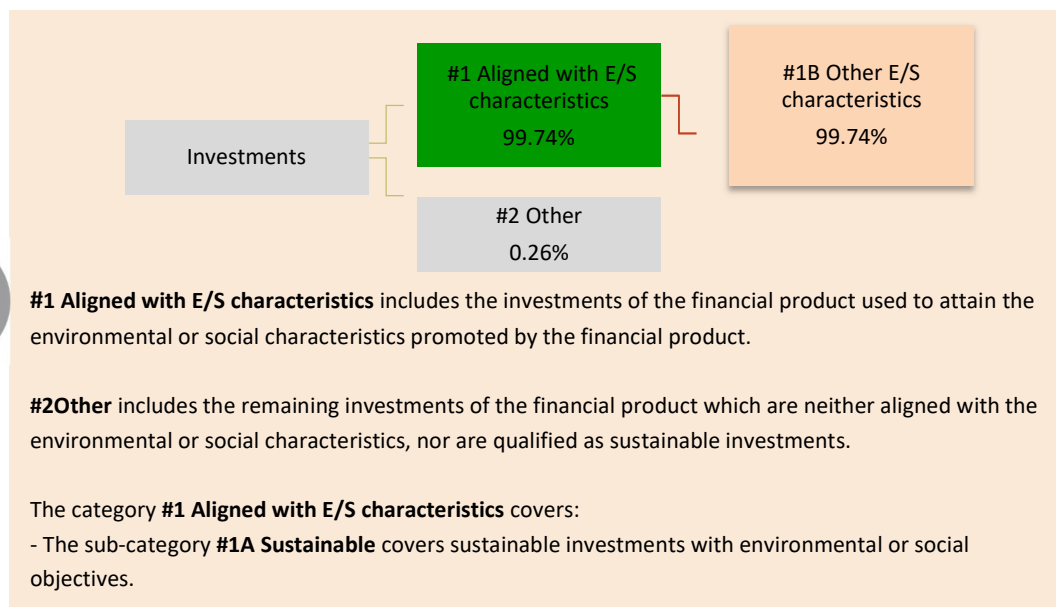 #1 Aligned with E/S
characteristics
99.74%
#1B Other E/S
characteristics
99.74%
Investments
#2 Other
0.26%
#1 Aligned with E/S characteristics includes the investments of the financial product used to attain the
environmental or social characteristics promoted by the financial product.
#2Other includes the remaining investments of the financial product which are neither aligned with the
environmental or social characteristics, nor are qualified as sustainable investments.
The category #1 Aligned with E/S characteristics covers:
- The sub-category #1A Sustainable covers sustainable investments with environmental or social
objectives.